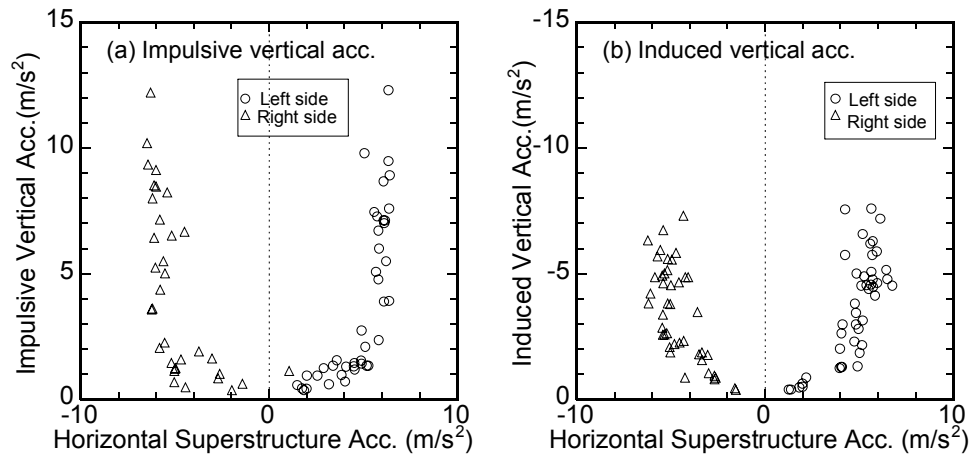 (a) Impulsive vertical acc.
Left side
Right side
Impulsive Vertical Acc.(m/s²)
15
10
5
0
-10
0
10
Horizontal Superstructure Acc. (m/s²)
(b) Induced vertical acc.
Left side
Right side
Induced Vertical Acc.(m/s²)
-15
-10
-5
0
-10
0
10
Horizontal Superstructure Acc. (m/s²)